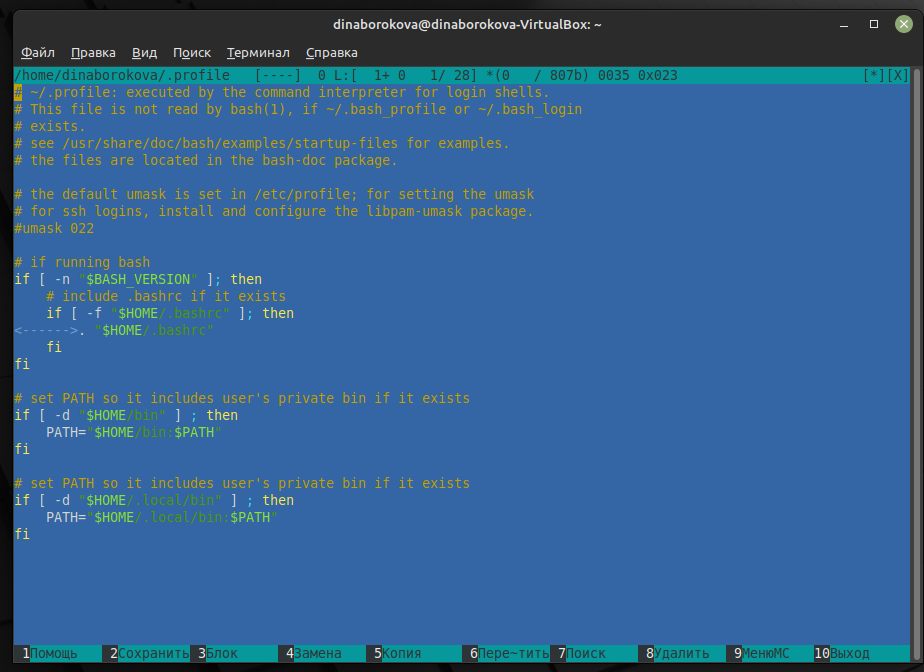 dinaborokova@dinaborokova-VirtualBox: ~
Файл Правка Вид Поиск Терминал Справка
/home/dinaborokova/.profile   [----]  0 L:[  1+ 0   1/ 28] *(0   / 807b) 0035 0x023                       [*][X]
# ~/.profile: executed by the command interpreter for login shells.
# This file is not read by bash(1), if ~/.bash_profile or ~/.bash_login
# exists.
# see /usr/share/doc/bash/examples/startup-files for examples.
# the files are located in the bash-doc package.

# the default umask is set in /etc/profile; for setting the umask
# for ssh logins, install and configure the libpam-umask package.
#umask 022

# if running bash
if [ -n "$BASH_VERSION" ]; then
    # include .bashrc if it exists
    if [ -f "$HOME/.bashrc" ]; then
<------>. "$HOME/.bashrc"
    fi
fi

# set PATH so it includes user's private bin if it exists
if [ -d "$HOME/bin" ] ; then
    PATH="$HOME/bin:$PATH"
fi

# set PATH so it includes user's private bin if it exists
if [ -d "$HOME/.local/bin" ] ; then
    PATH="$HOME/.local/bin:$PATH"
fi
1Помощь 2Сохранить 3Блок 4Замена 5Копия 6Пере~тить 7Поиск 8Удалить 9МенюMC 10Выход